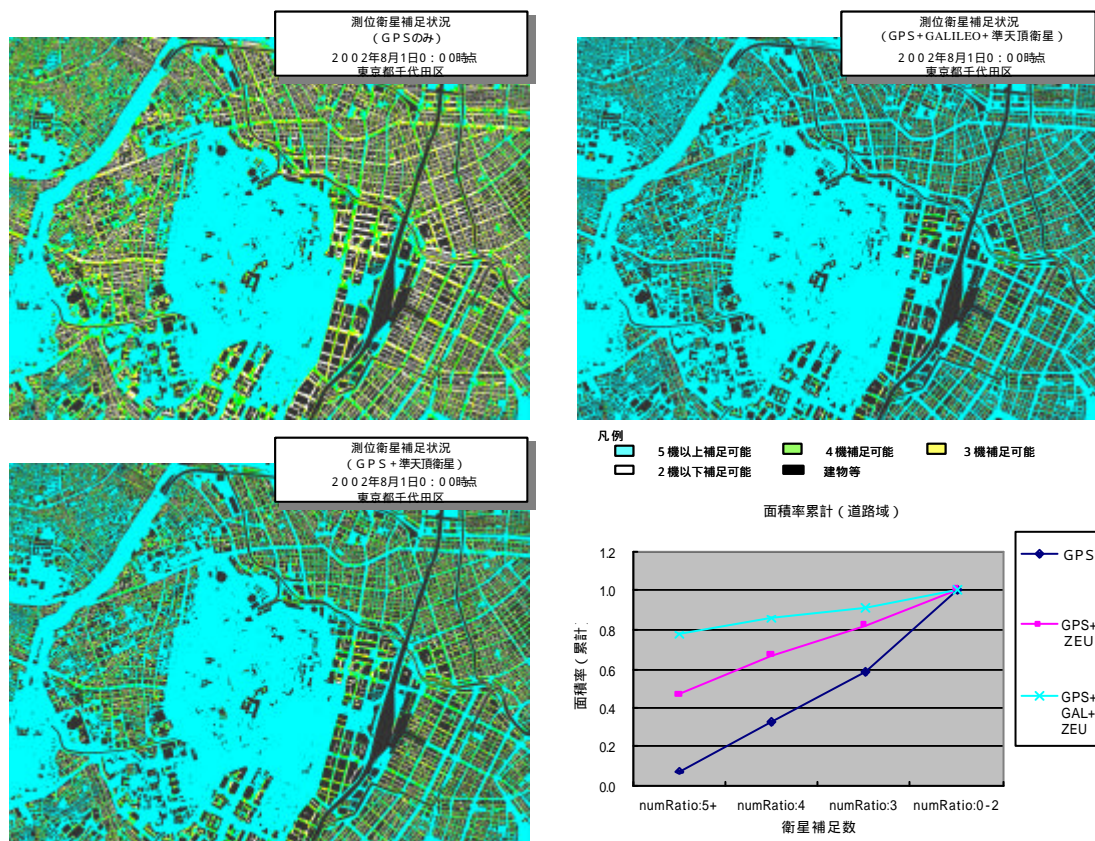 測位衛星補足状況
(GPSのみ)
2002年8月1日0:00時点
東京都千代田区
測位衛星補足状況
(GPS+GALILEO+準天頂衛星)
2002年8月1日0:00時点
東京都千代田区
測位衛星補足状況
(GPS+準天頂衛星)
2002年8月1日0:00時点
東京都千代田区
凡例
5機以上補足可能
4機補足可能
3機補足可能
2機以下補足可能
建物等
面積率累計(道路域)
面積率(累計)
1.2
1.0
0.8
0.6
0.4
0.2
0.0
numRatio:5+
numRatio:4
numRatio:3
numRatio:0-2
衛星補足数
GPS
GPS+
ZEU
GPS+
GAL+
ZEU